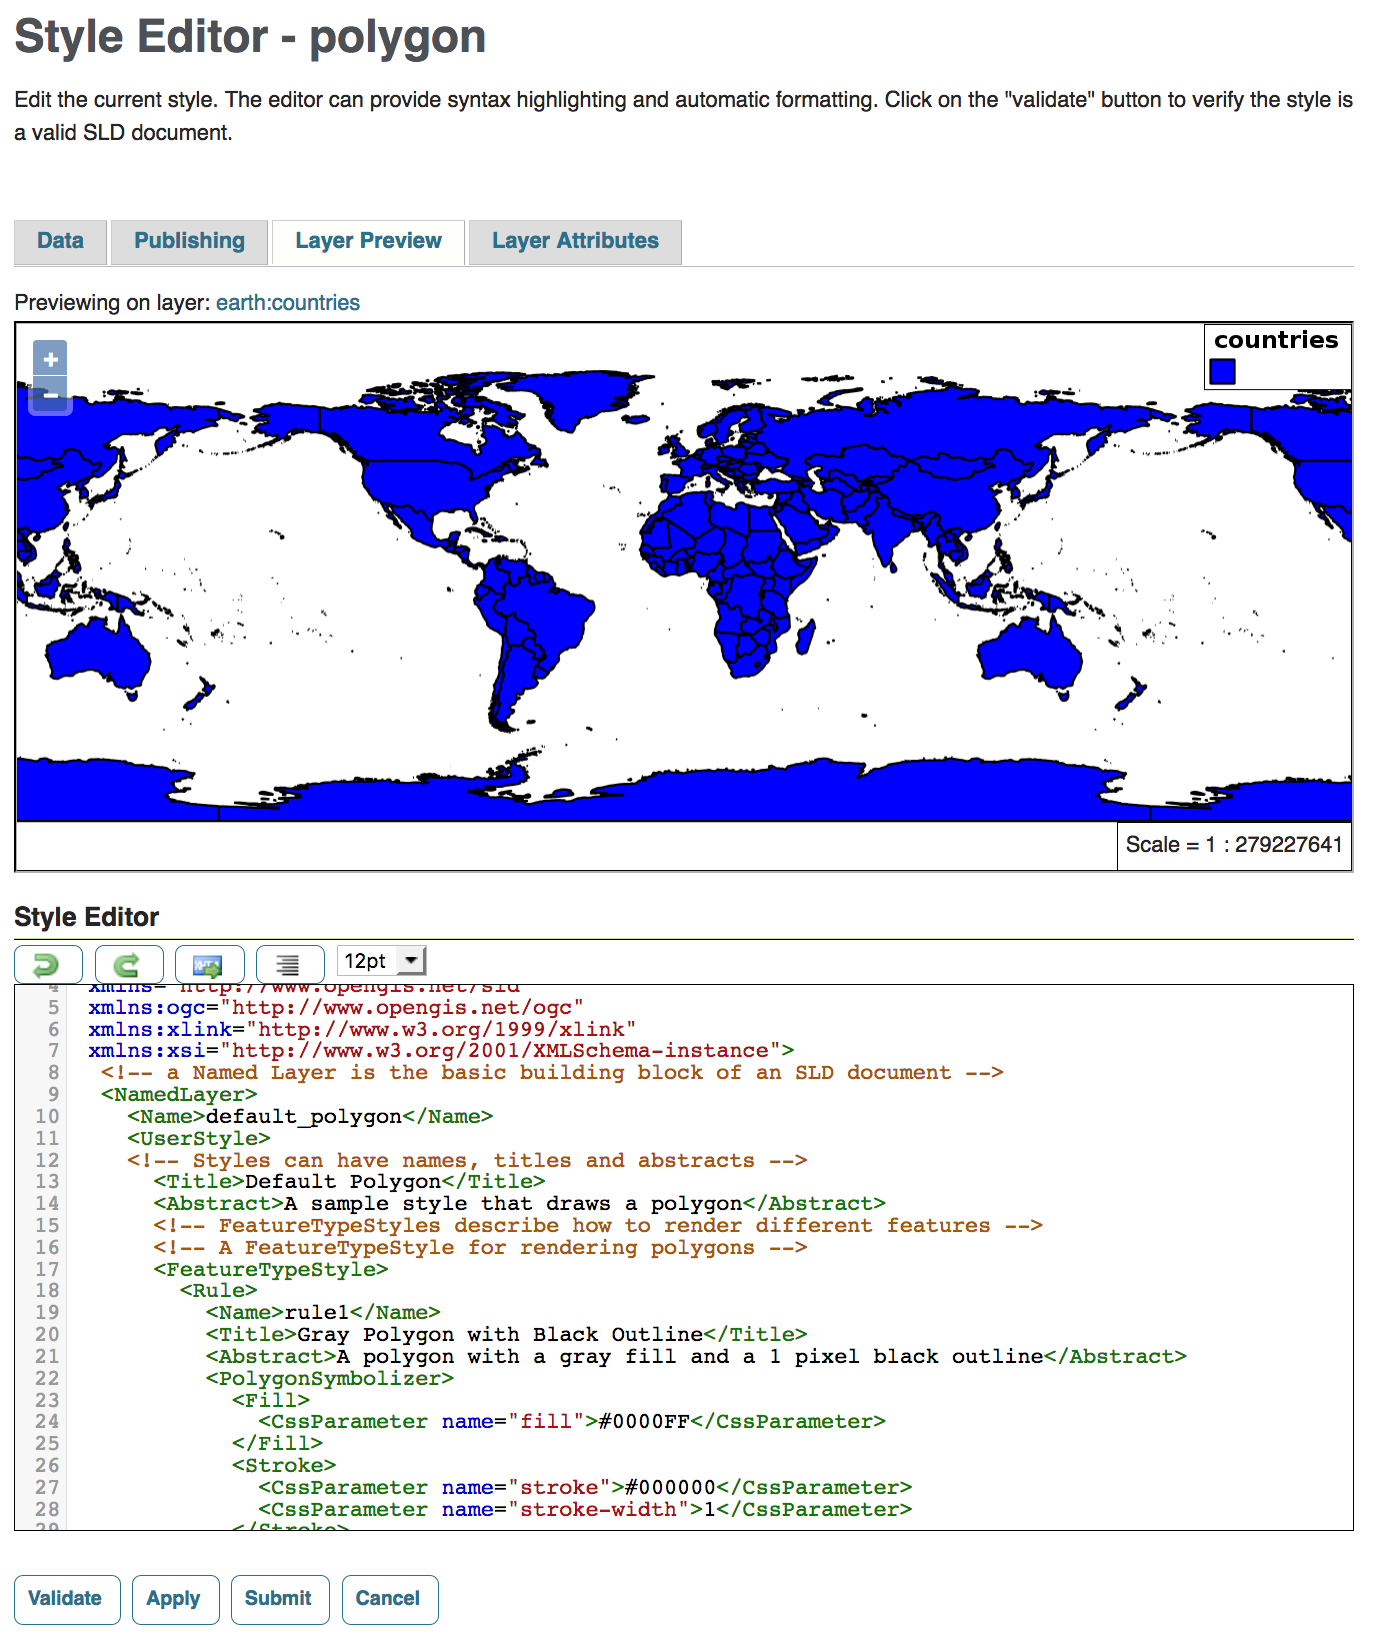 Style Editor - polygon
Edit the current style. The editor can provide syntax highlighting and automatic formatting. Click on the "validate" button to verify the style is
a valid SLD document.
Data Publishing Layer Preview Layer Attributes
Previewing on layer: earth:countries
+
-
countries
Scale = 1 : 279227641
Style Editor
12pt
4 xmlns="http://www.opengis.net/sld"
5 xmlns:ogc="http://www.opengis.net/ogc"
6 xmlns:xlink="http://www.w3.org/1999/xlink"
7 xmlns:xsi="http://www.w3.org/2001/XMLSchema-instance">
8 <!-- a Named Layer is the basic building block of an SLD document -->
9 <NamedLayer>
10 <Name>default_polygon</Name>
11 <UserStyle>
12 <!-- Styles can have names, titles and abstracts -->
13 <Title>Default Polygon</Title>
14 <Abstract>A sample style that draws a polygon</Abstract>
15 <!-- FeatureTypeStyles describe how to render different features -->
16 <!-- A FeatureTypeStyle for rendering polygons -->
17 <FeatureTypeStyle>
18 <Rule>
19 <Name>rule1</Name>
20 <Title>Gray Polygon with Black Outline</Title>
21 <Abstract>A polygon with a gray fill and a 1 pixel black outline</Abstract>
22 <PolygonSymbolizer>
23 <Fill>
24 <CssParameter name="fill">#0000FF</CssParameter>
25 </Fill>
26 <Stroke>
27 <CssParameter name="stroke">#000000</CssParameter>
28 <CssParameter name="stroke-width">1</CssParameter>
29 </Stroke>
Validate Apply Submit Cancel